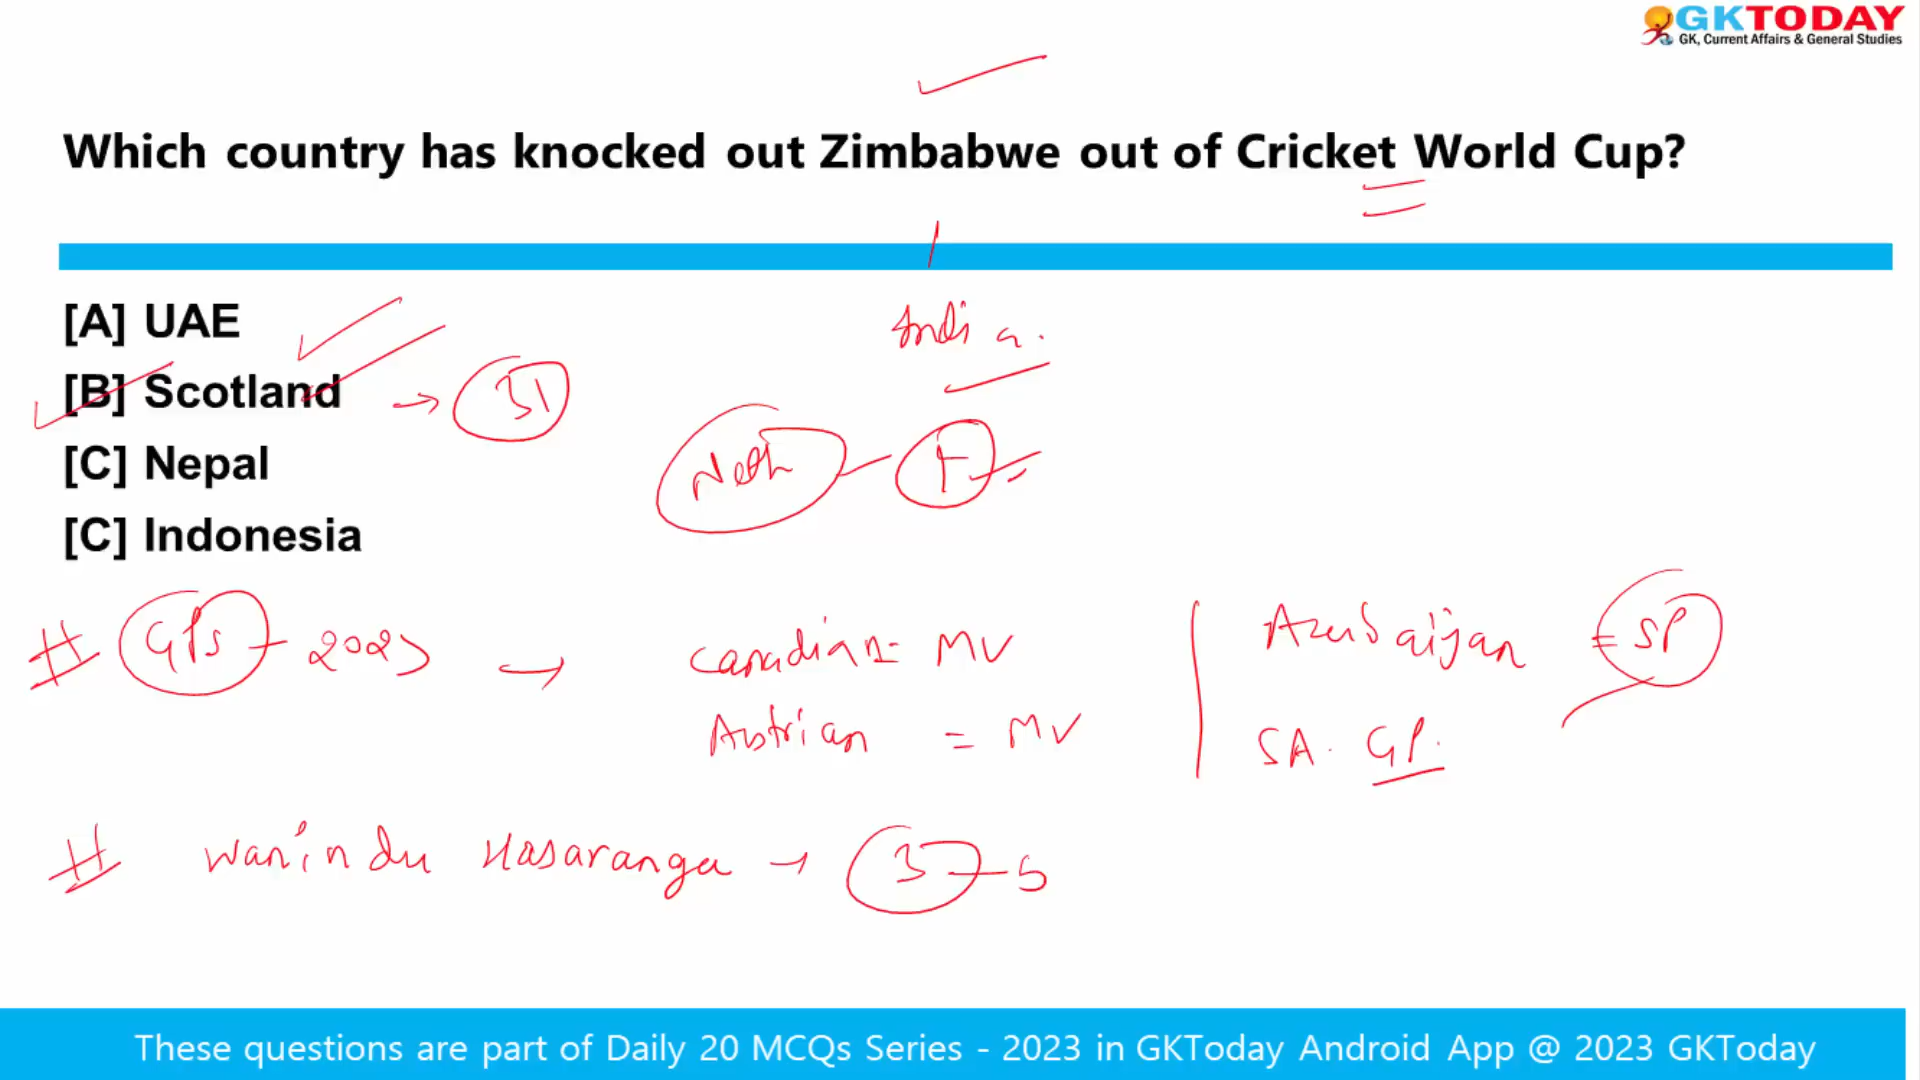 GKTODAY
GK, Current Affairs & General Studies
Which country has knocked out Zimbabwe out of Cricket World Cup?
[A] UAE
[B] Scotland → 31
[C] Nepal
[C] Indonesia
India.
Neth
# GPs - 2023 → Canadian = MV
Austrian = MV
Azerbaijan = SP
SA. GP.
# Wanindu Hasaranga → 3 - 5
These questions are part of Daily 20 MCQs Series - 2023 in GKToday Android App @ 2023 GKToday